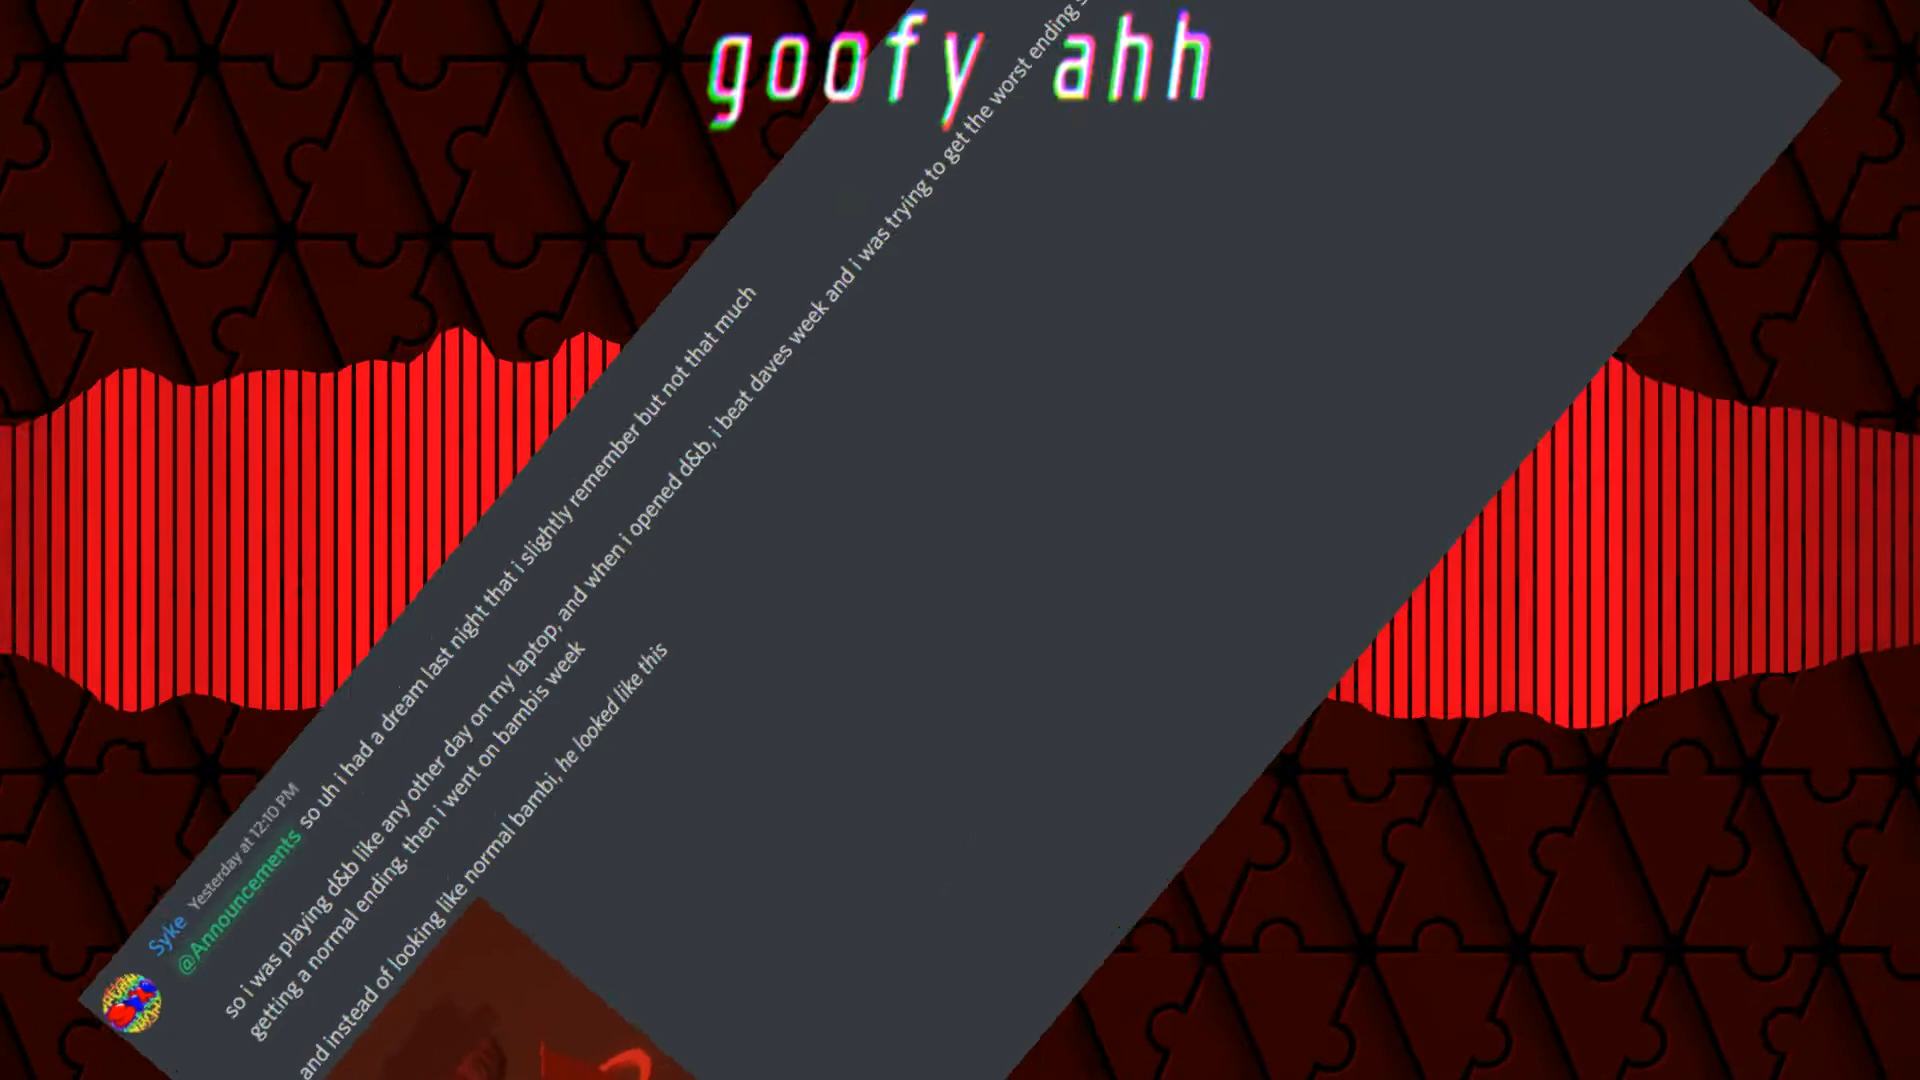 goofy ahh
Syke Yesterday at 12:10 PM
@Announcements so uh i had a dream last night that i slightly remember but not that much
so i was playing d&b like any other day on my laptop, and when i opened d&b, i beat daves week and i was trying to get the worst ending
getting a normal ending. then i went on bambis week
and instead of looking like normal bambi, he looked like this